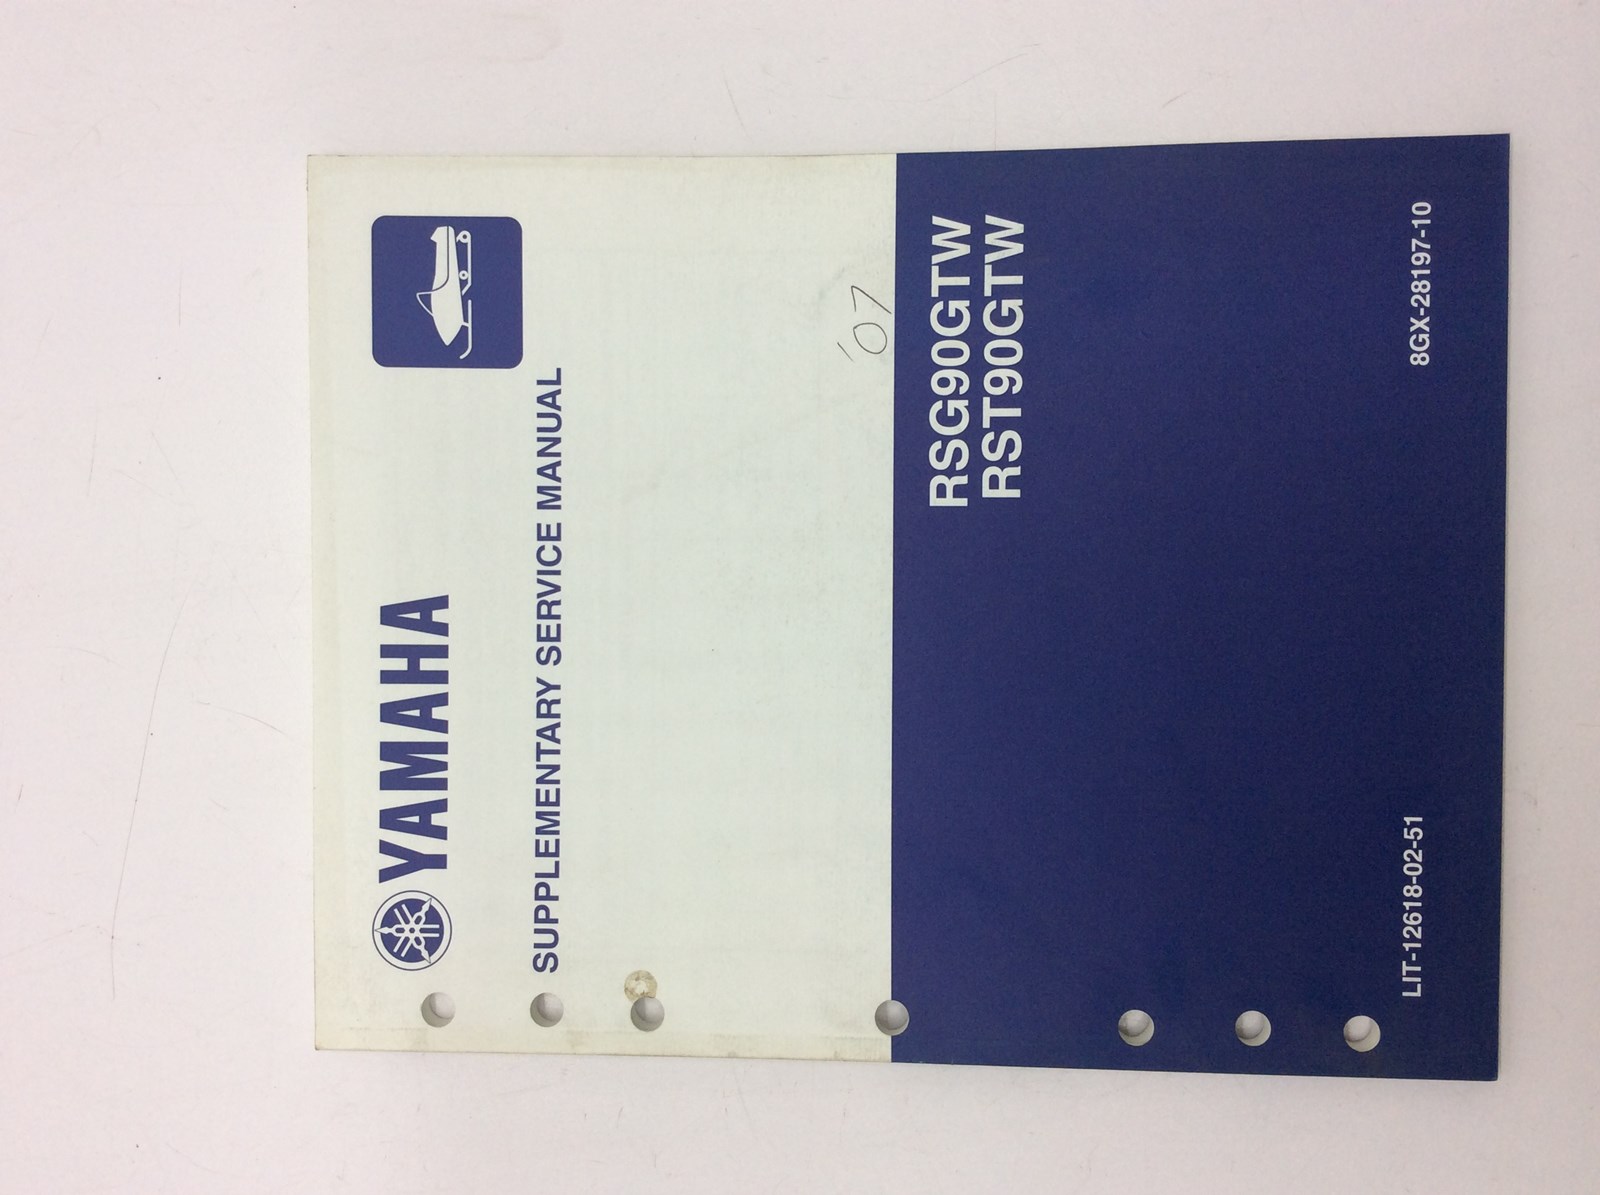 YAMAHA
SUPPLEMENTARY SERVICE MANUAL
'07
RSG90GTW
RST90GTW
LIT-12618-02-51
8GX-28197-10